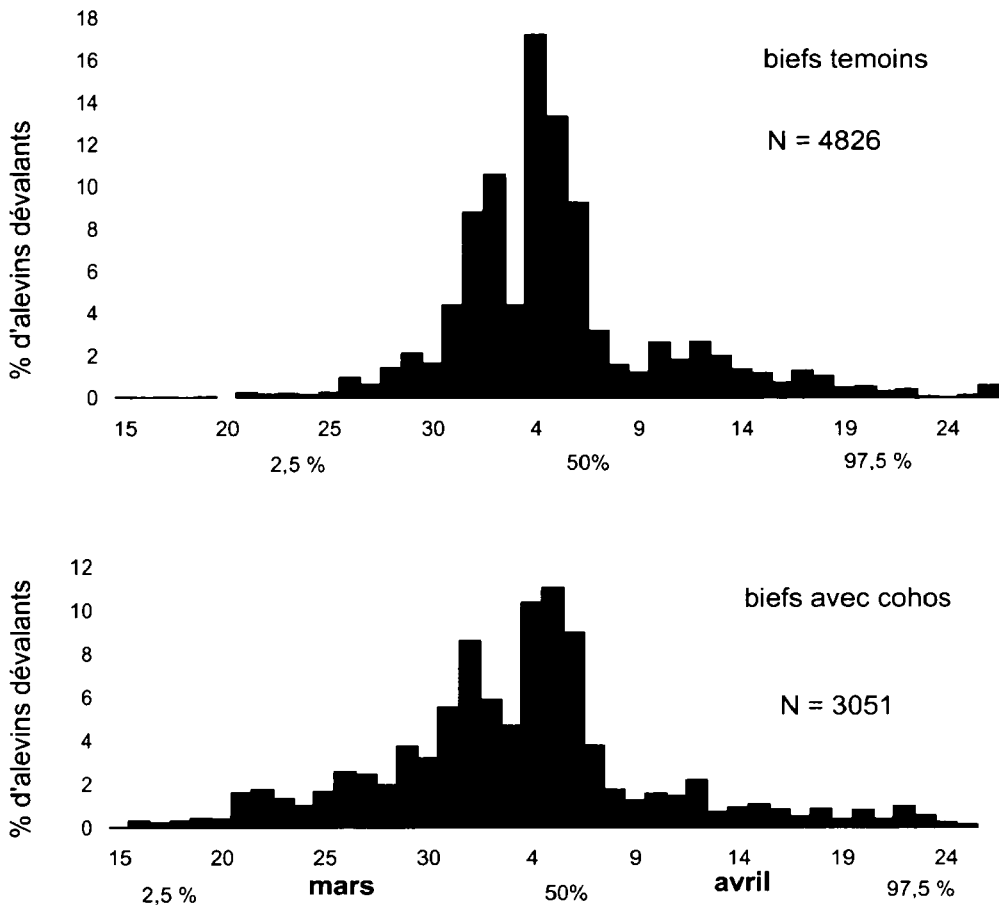 18
16
14
12
10
8
6
4
2
0
% d'alevins dévalants
biefs temoins
N = 4826
15 20 25 30 4 9 14 19 24
2,5 % 50% 97,5 %
12
10
8
6
4
2
0
% d'alevins dévalants
biefs avec cohos
N = 3051
15 20 25 30 4 9 14 19 24
mars avril
2,5 % 50% 97,5 %